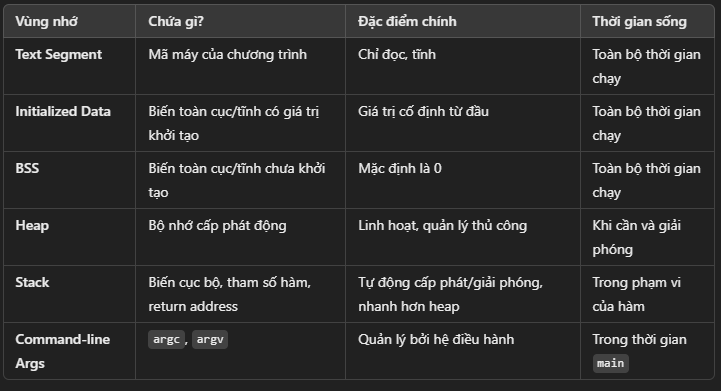 Vùng nhớ
Chứa gì?
Đặc điểm chính
Thời gian sống
Text Segment
Mã máy của chương trình
Chỉ đọc, tĩnh
Toàn bộ thời gian
chạy
Initialized Data
Biến toàn cục/tĩnh có giá trị
khởi tạo
Giá trị cố định từ đầu
Toàn bộ thời gian
chạy
BSS
Biến toàn cục/tĩnh chưa khởi
tạo
Mặc định là 0
Toàn bộ thời gian
chạy
Heap
Bộ nhớ cấp phát động
Linh hoạt, quản lý thủ công
Khi cần và giải
phóng
Stack
Biến cục bộ, tham số hàm,
return address
Tự động cấp phát/giải phóng,
nhanh hơn heap
Trong phạm vi
của hàm
Command-line
Args
argc, argv
Quản lý bởi hệ điều hành
Trong thời gian
main